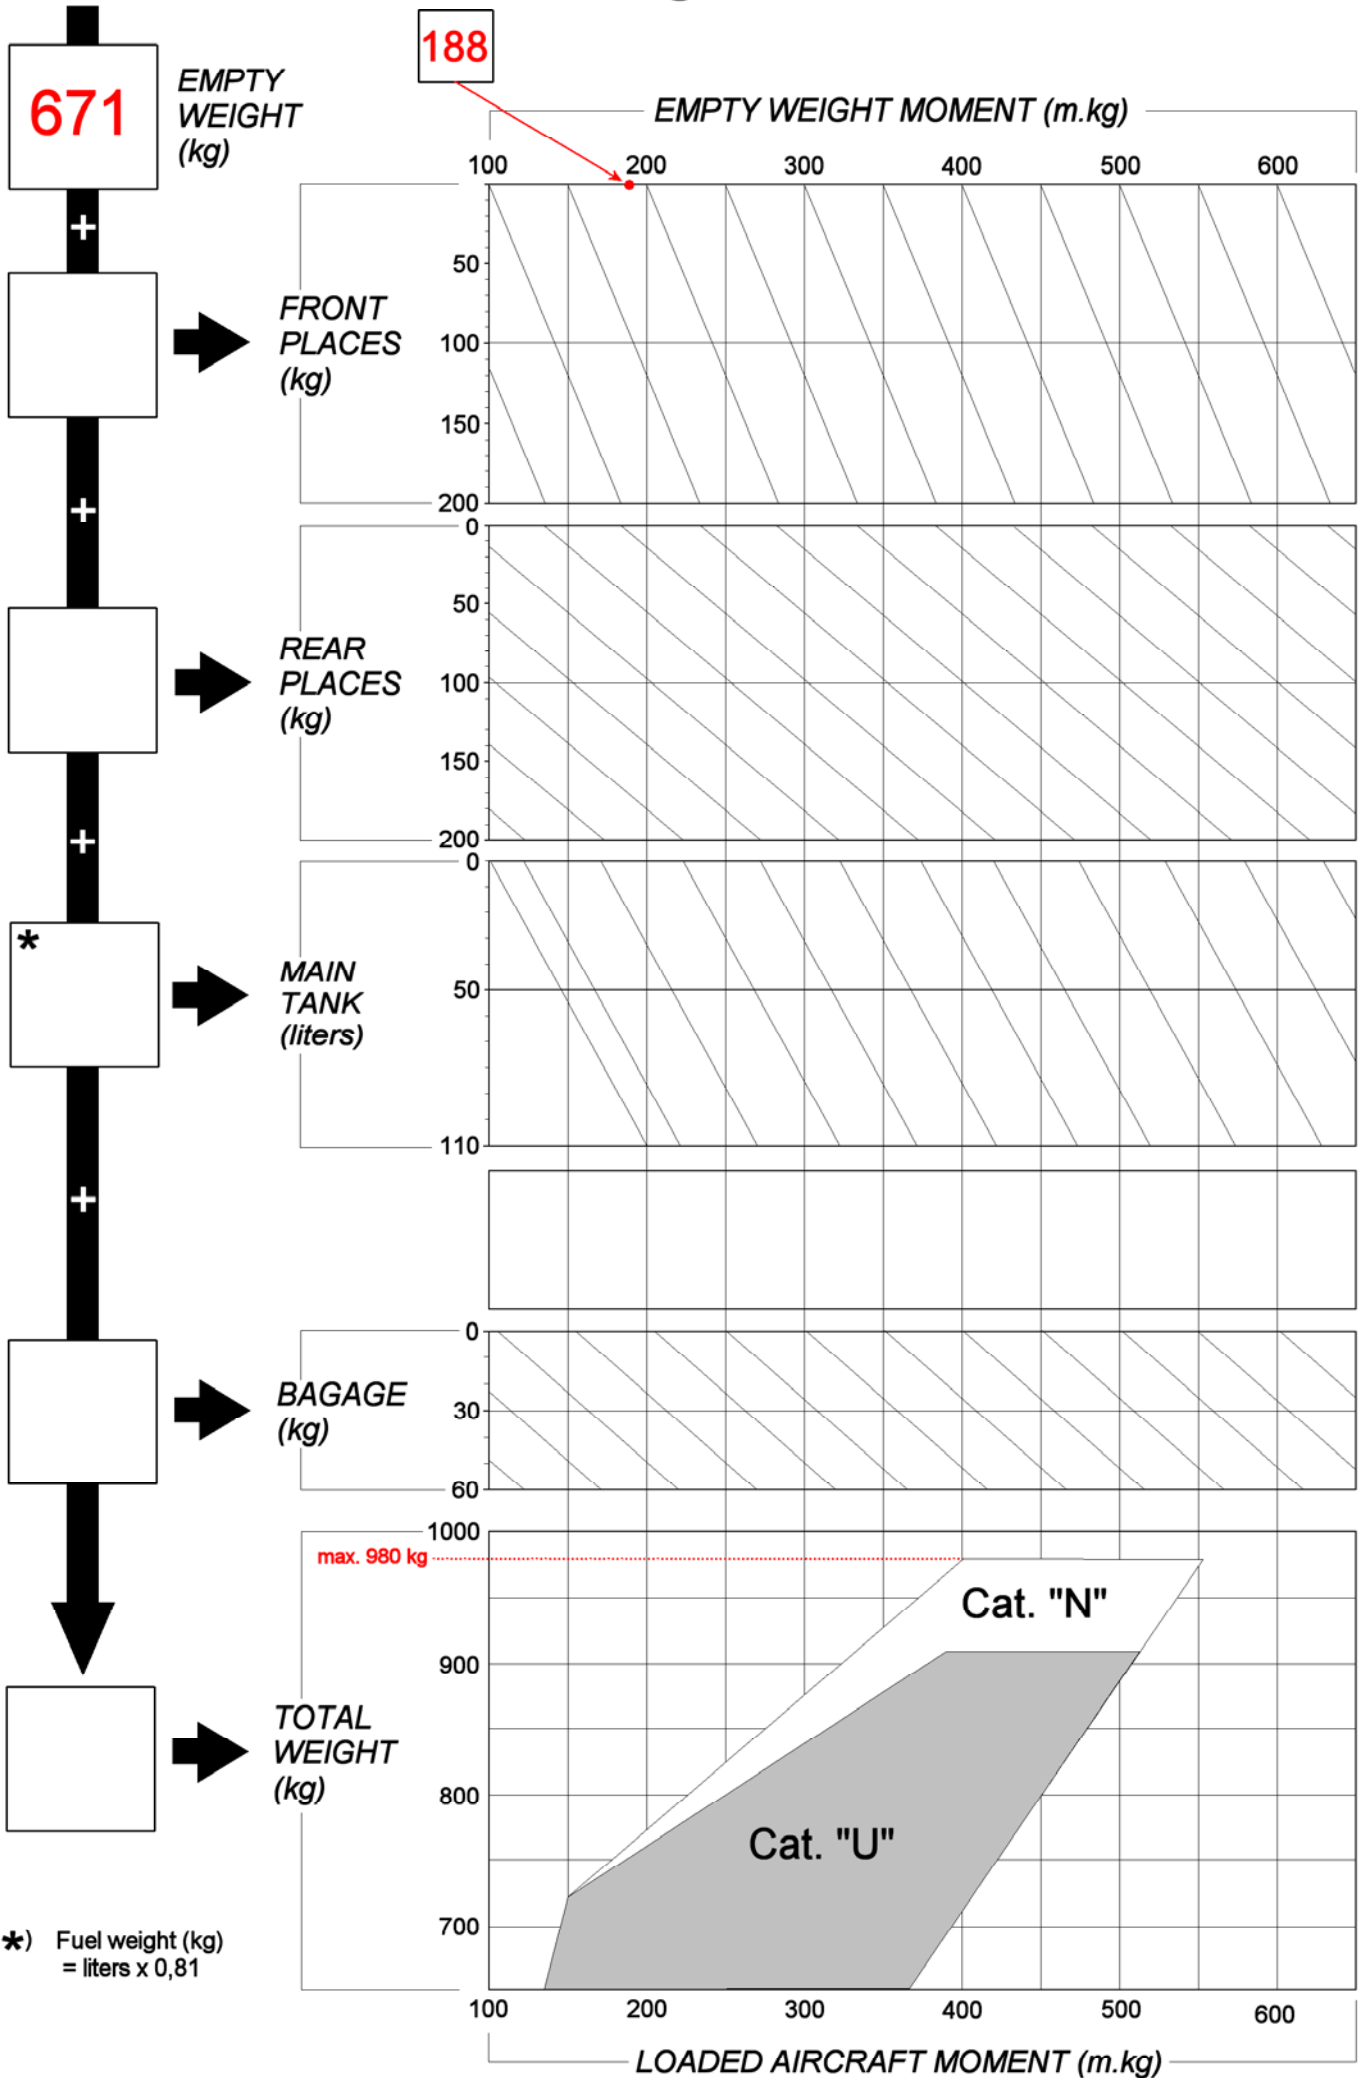 188
671
EMPTY
WEIGHT
(kg)
EMPTY WEIGHT MOMENT (m.kg)
100 200 300 400 500 600
+
FRONT
PLACES
(kg)
50
100
150
200
+
REAR
PLACES
(kg)
0
50
100
150
200
+
*
MAIN
TANK
(liters)
0
50
110
+
BAGAGE
(kg)
0
30
60
1000
max. 980 kg
Cat. "N"
900
TOTAL
WEIGHT
(kg)
800
Cat. "U"
700
*) Fuel weight (kg)
= liters x 0,81
100 200 300 400 500 600
LOADED AIRCRAFT MOMENT (m.kg)